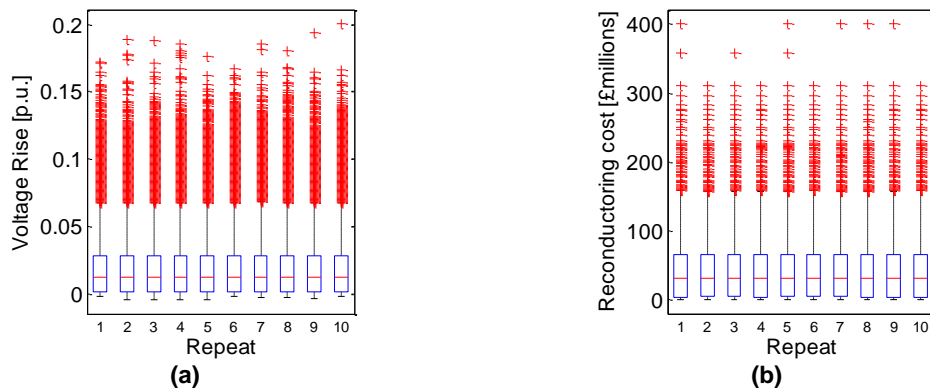 0.2
0.15
0.1
0.05
0
Voltage Rise [p.u.]
1 2 3 4 5 6 7 8 9 10
Repeat
(a)
400
300
200
100
0
Reconductoring cost [£millions]
1 2 3 4 5 6 7 8 9 10
Repeat
(b)